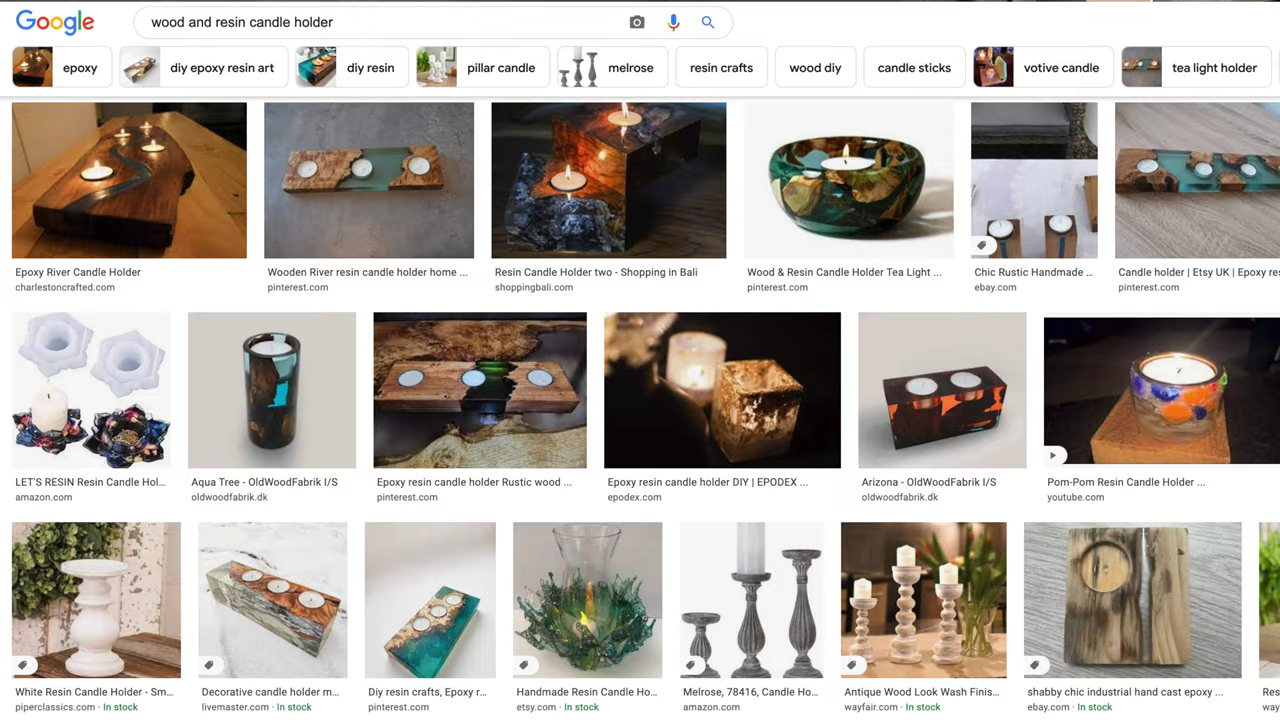 Google
wood and resin candle holder
epoxy
diy epoxy resin art
diy resin
pillar candle
melrose
resin crafts
wood diy
candle sticks
votive candle
tea light holder
Epoxy River Candle Holder
charlestoncrafted.com
Wooden River resin candle holder home ...
pinterest.com
Resin Candle Holder two - Shopping in Bali
shoppingbali.com
Wood & Resin Candle Holder Tea Light ...
pinterest.com
Chic Rustic Handmade ...
ebay.com
Candle holder | Etsy UK | Epoxy res
pinterest.com
LET'S RESIN Resin Candle Hol...
amazon.com
Aqua Tree - OldWoodFabrik I/S
oldwoodfabrik.dk
Epoxy resin candle holder Rustic wood ...
pinterest.com
Epoxy resin candle holder DIY | EPODEX ...
epodex.com
Arizona - OldWoodFabrik I/S
oldwoodfabrik.dk
Pom-Pom Resin Candle Holder ...
youtube.com
White Resin Candle Holder - Sm...
piperclassics.com · In stock
Decorative candle holder m...
livemaster.com · In stock
Diy resin crafts, Epoxy r...
pinterest.com
Handmade Resin Candle Ho...
etsy.com · In stock
Melrose, 78416, Candle Ho...
amazon.com
Antique Wood Look Wash Finis...
wayfair.com · In stock
shabby chic industrial hand cast epoxy ...
ebay.com · In stock
Res
way